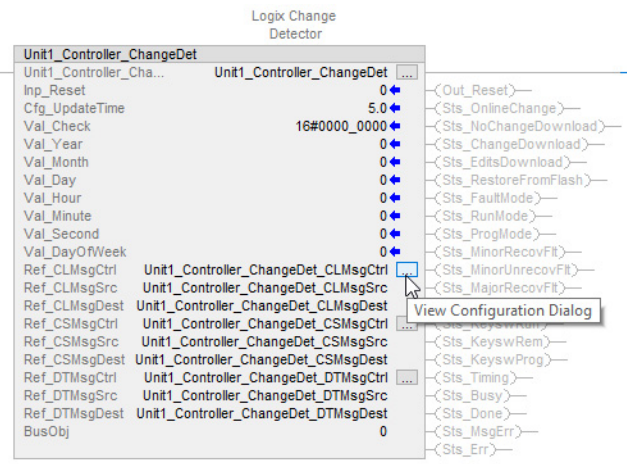 Logix Change
Detector
Unit1_Controller_ChangeDet
Unit1_Controller_Cha... Unit1_Controller_ChangeDet ...
Inp_Reset 0 (Out_Reset)
Cfg_UpdateTime 5.0 (Sts_OnlineChange)
Val_Check 16#0000_0000 (Sts_NoChangeDownload)
Val_Year 0 (Sts_ChangeDownload)
Val_Month 0 (Sts_EditsDownload)
Val_Day 0 (Sts_RestoreFromFlash)
Val_Hour 0 (Sts_FaultMode)
Val_Minute 0 (Sts_RunMode)
Val_Second 0 (Sts_ProgMode)
Val_DayOfWeek 0 (Sts_MinorRecovFlt)
Ref_CLMsgCtrl Unit1_Controller_ChangeDet_CLMsgCtrl ... (Sts_MinorUnrecovFlt)
Ref_CLMsgSrc Unit1_Controller_ChangeDet_CLMsgSrc (Sts_MajorRecovFlt)
Ref_CLMsgDest Unit1_Controller_ChangeDet_CLMsgDest View Configuration Dialog
Ref_CSMsgCtrl Unit1_Controller_ChangeDet_CSMsgCtrl ... (Sts_KeyswRun)
Ref_CSMsgSrc Unit1_Controller_ChangeDet_CSMsgSrc (Sts_KeyswRem)
Ref_CSMsgDest Unit1_Controller_ChangeDet_CSMsgDest (Sts_KeyswProg)
Ref_DTMsgCtrl Unit1_Controller_ChangeDet_DTMsgCtrl ... (Sts_Timing)
Ref_DTMsgSrc Unit1_Controller_ChangeDet_DTMsgSrc (Sts_Busy)
Ref_DTMsgDest Unit1_Controller_ChangeDet_DTMsgDest (Sts_Done)
BusObj 0 (Sts_MsgErr)
(Sts_Err)